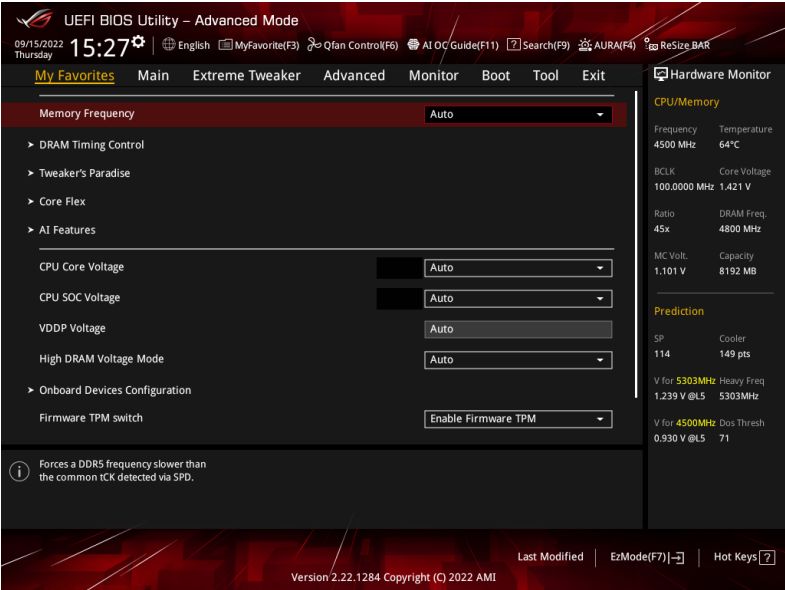 UEFI BIOS Utility – Advanced Mode
09/15/2022
Thursday
15:27
English
MyFavorite(F3)
Qfan Control(F6)
AI OC Guide(F11)
? Search(F9)
AURA(F4)
ReSize BAR
My Favorites Main Extreme Tweaker Advanced Monitor Boot Tool Exit
Hardware Monitor
Memory Frequency Auto
> DRAM Timing Control
> Tweaker's Paradise
> Core Flex
> AI Features
CPU Core Voltage Auto
CPU SOC Voltage Auto
VDDP Voltage Auto
High DRAM Voltage Mode Auto
> Onboard Devices Configuration
Firmware TPM switch Enable Firmware TPM
CPU/Memory
Frequency Temperature
4500 MHz 64°C
BCLK Core Voltage
100.0000 MHz 1.421 V
Ratio DRAM Freq.
45x 4800 MHz
MC Volt. Capacity
1.101 V 8192 MB
Prediction
SP Cooler
114 149 pts
V for 5303MHz Heavy Freq
1.239 V @L5 5303MHz
V for 4500MHz Dos Thresh
0.930 V @L5 71
i
Forces a DDR5 frequency slower than
the common tCK detected via SPD.
Last Modified
EzMode(F7)
Hot Keys ?
Version 2.22.1284 Copyright (C) 2022 AMI